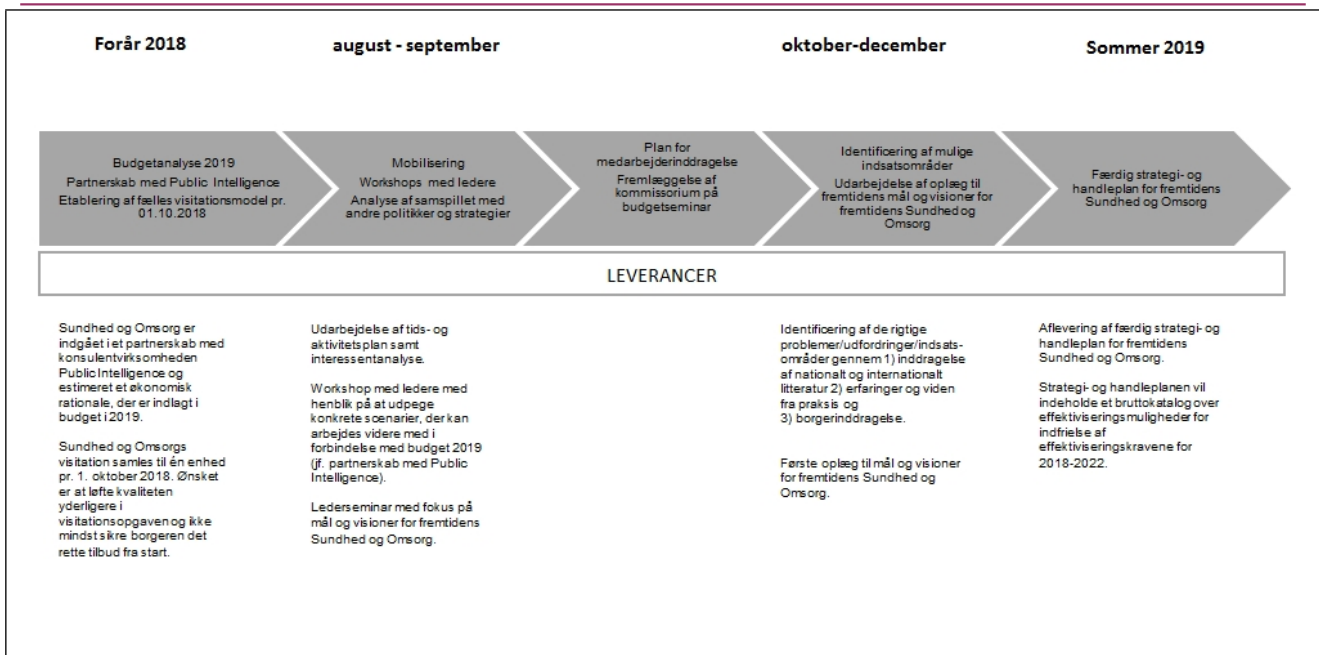 Forår 2018
august - september
oktober-december
Sommer 2019
Budgetanalyse 2019
Partnerskab med Public Intelligence
Etablering af fælles visitationsmodel pr.
01.10.2018
Mobilisering
Workshops med ledere
Analyse af samspillet med
andre politikker og strategier
Plan for
medarbejderinddragelse
Fremlæggelse af
kommissorium på
budgetseminar
Identificering af mulige
indsatsområder
Udarbejdelse af oplæg til
fremtidens mål og visioner for
fremtidens Sundhed og
Omsorg
Færdig strategi- og
handleplan for fremtidens
Sundhed og Omsorg
LEVERANCER
Sundhed og Omsorg er
indgået i et partnerskab med
konsulentvirksomheden
Public Intelligence og
estimeret et økonomisk
rationale, der er indlagt i
budget i 2019.
Sundhed og Omsorgs
visitation samles til én enhed
pr. 1. oktober 2018. Ønsket
er at løfte kvaliteten
yderligere i
visitationsopgaven og ikke
mindst sikre borgeren det
rette tilbud fra start.
Udarbejdelse af tids- og
aktivitetsplan samt
interessentanalyse.
Workshop med ledere med
henblik på at udpege
konkrete scenarier, der kan
arbejdes videre med i
forbindelse med budget 2019
(jf. partnerskab med Public
Intelligence).
Lederseminar med fokus på
mål og visioner for fremtidens
Sundhed og Omsorg.
Identificering af de rigtige
problemer/udfordringer/indsats-
områder gennem 1) inddragelse
af nationalt og internationalt
litteratur 2) erfaringer og viden
fra praksis og
3) borgerinddragelse.
Første oplæg til mål og visioner
for fremtidens Sundhed og
Omsorg.
Aflevering af færdig strategi- og
handleplan for fremtidens
Sundhed og Omsorg.
Strategi- og handleplanen vil
indeholde et bruttokatalog over
effektiviseringsmuligheder for
indfrielse af
effektiviseringskravene for
2018-2022.